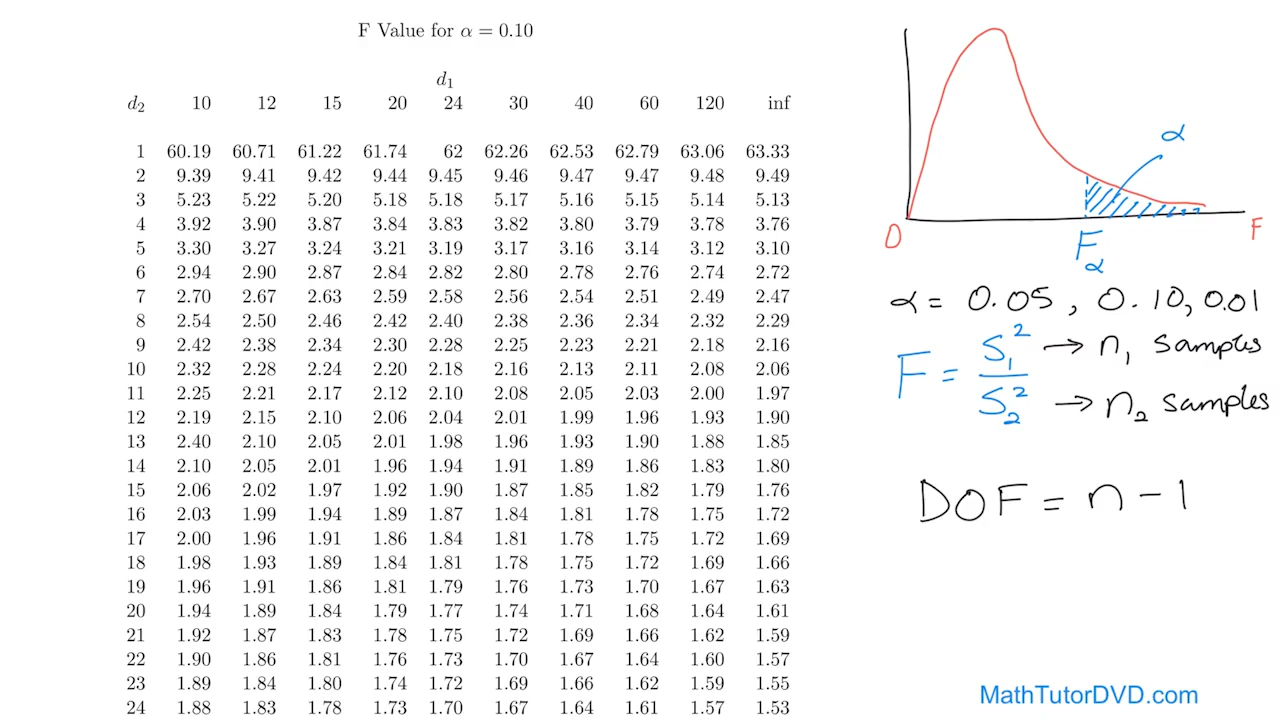 F Value for α = 0.10
d₁
d₂ 10 12 15 20 24 30 40 60 120 inf
1 60.19 60.71 61.22 61.74 62 62.26 62.53 62.79 63.06 63.33
2 9.39 9.41 9.42 9.44 9.45 9.46 9.47 9.47 9.48 9.49
3 5.23 5.22 5.20 5.18 5.18 5.17 5.16 5.15 5.14 5.13
4 3.92 3.90 3.87 3.84 3.83 3.82 3.80 3.79 3.78 3.76
5 3.30 3.27 3.24 3.21 3.19 3.17 3.16 3.14 3.12 3.10
6 2.94 2.90 2.87 2.84 2.82 2.80 2.78 2.76 2.74 2.72
7 2.70 2.67 2.63 2.59 2.58 2.56 2.54 2.51 2.49 2.47
8 2.54 2.50 2.46 2.42 2.40 2.38 2.36 2.34 2.32 2.29
9 2.42 2.38 2.34 2.30 2.28 2.25 2.23 2.21 2.18 2.16
10 2.32 2.28 2.24 2.20 2.18 2.16 2.13 2.11 2.08 2.06
11 2.25 2.21 2.17 2.12 2.10 2.08 2.05 2.03 2.00 1.97
12 2.19 2.15 2.10 2.06 2.04 2.01 1.99 1.96 1.93 1.90
13 2.40 2.10 2.05 2.01 1.98 1.96 1.93 1.90 1.88 1.85
14 2.10 2.05 2.01 1.96 1.94 1.91 1.89 1.86 1.83 1.80
15 2.06 2.02 1.97 1.92 1.90 1.87 1.85 1.82 1.79 1.76
16 2.03 1.99 1.94 1.89 1.87 1.84 1.81 1.78 1.75 1.72
17 2.00 1.96 1.91 1.86 1.84 1.81 1.78 1.75 1.72 1.69
18 1.98 1.93 1.89 1.84 1.81 1.78 1.75 1.72 1.69 1.66
19 1.96 1.91 1.86 1.81 1.79 1.76 1.73 1.70 1.67 1.63
20 1.94 1.89 1.84 1.79 1.77 1.74 1.71 1.68 1.64 1.61
21 1.92 1.87 1.83 1.78 1.75 1.72 1.69 1.66 1.62 1.59
22 1.90 1.86 1.81 1.76 1.73 1.70 1.67 1.64 1.60 1.57
23 1.89 1.84 1.80 1.74 1.72 1.69 1.66 1.62 1.59 1.55
24 1.88 1.83 1.78 1.73 1.70 1.67 1.64 1.61 1.57 1.53
α
0 F
F α
α = 0.05, 0.10, 0.01
F = S₁² / S₂²
→ n₁ samples
→ n₂ samples
DOF = n − 1
MathTutorDVD.com